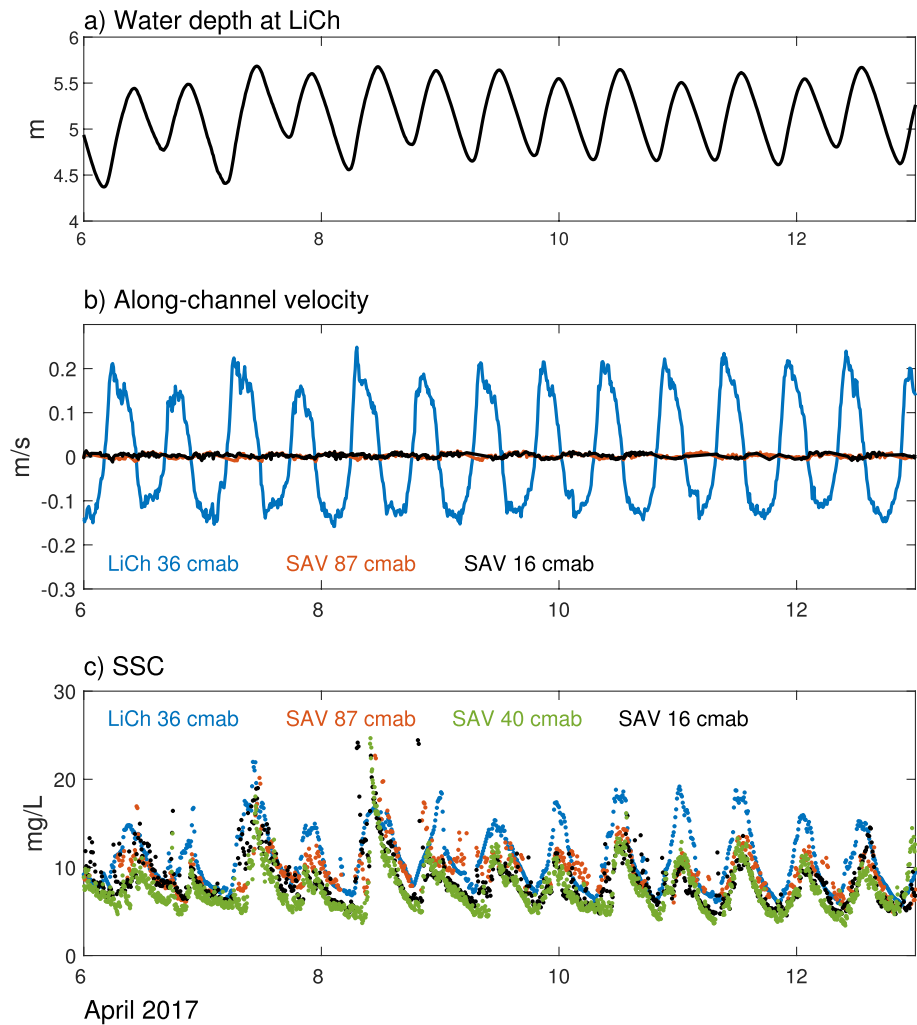 a) Water depth at LiCh
6
5.5
5
4.5
4
m
6 8 10 12
b) Along-channel velocity
0.2
0.1
0
-0.1
-0.2
-0.3
m/s
LiCh 36 cmab SAV 87 cmab SAV 16 cmab
6 8 10 12
c) SSC
30
20
10
0
mg/L
LiCh 36 cmab SAV 87 cmab SAV 40 cmab SAV 16 cmab
6 8 10 12
April 2017